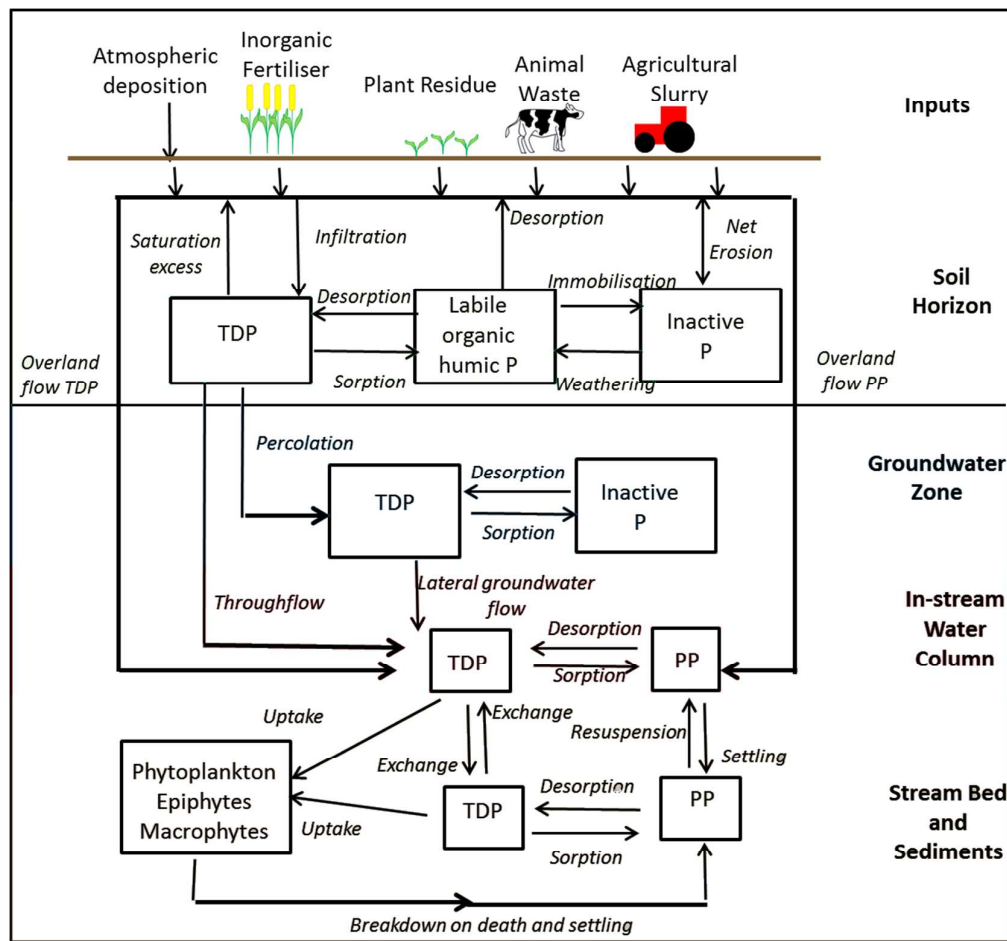 Atmospheric
deposition
Inorganic
Fertiliser
Plant Residue
Animal
Waste
Agricultural
Slurry
Inputs
Saturation
excess
Infiltration
Desorption
Net
Erosion
Soil
Horizon
TDP
Desorption
Sorption
Labile
organic
humic P
Immobilisation
Weathering
Inactive
P
Overland
flow TDP
Overland
flow PP
Percolation
Groundwater
Zone
TDP
Desorption
Sorption
Inactive
P
Throughflow
Lateral groundwater
flow
In-stream
Water
Column
TDP
Desorption
Sorption
PP
Uptake
Exchange
Exchange
Resuspension
Settling
Phytoplankton
Epiphytes
Macrophytes
Uptake
TDP
Desorption
Sorption
PP
Stream Bed
and
Sediments
Breakdown on death and settling